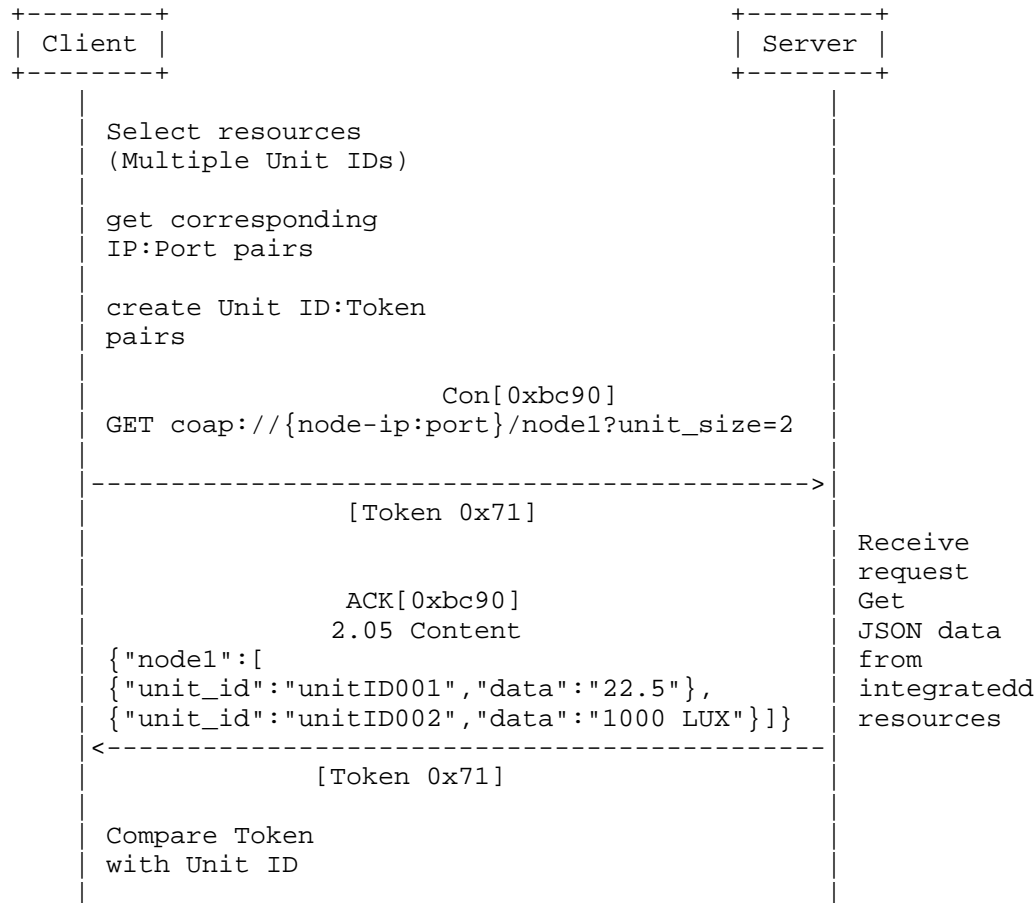 +--------+ +--------+
| Client | | Server |
+--------+ +--------+
Select resources
(Multiple Unit IDs)
get corresponding
IP:Port pairs
create Unit ID:Token
pairs
Con[0xbc90]
GET coap://{node-ip:port}/node1?unit_size=2
--------------------------------------------->
[Token 0x71]
Receive
request
ACK[0xbc90] Get
2.05 Content JSON data
{"node1":[ from
{"unit_id":"unitID001","data":"22.5"}, integratedd
{"unit_id":"unitID002","data":"1000 LUX"}]} resources
<---------------------------------------------
[Token 0x71]
Compare Token
with Unit ID